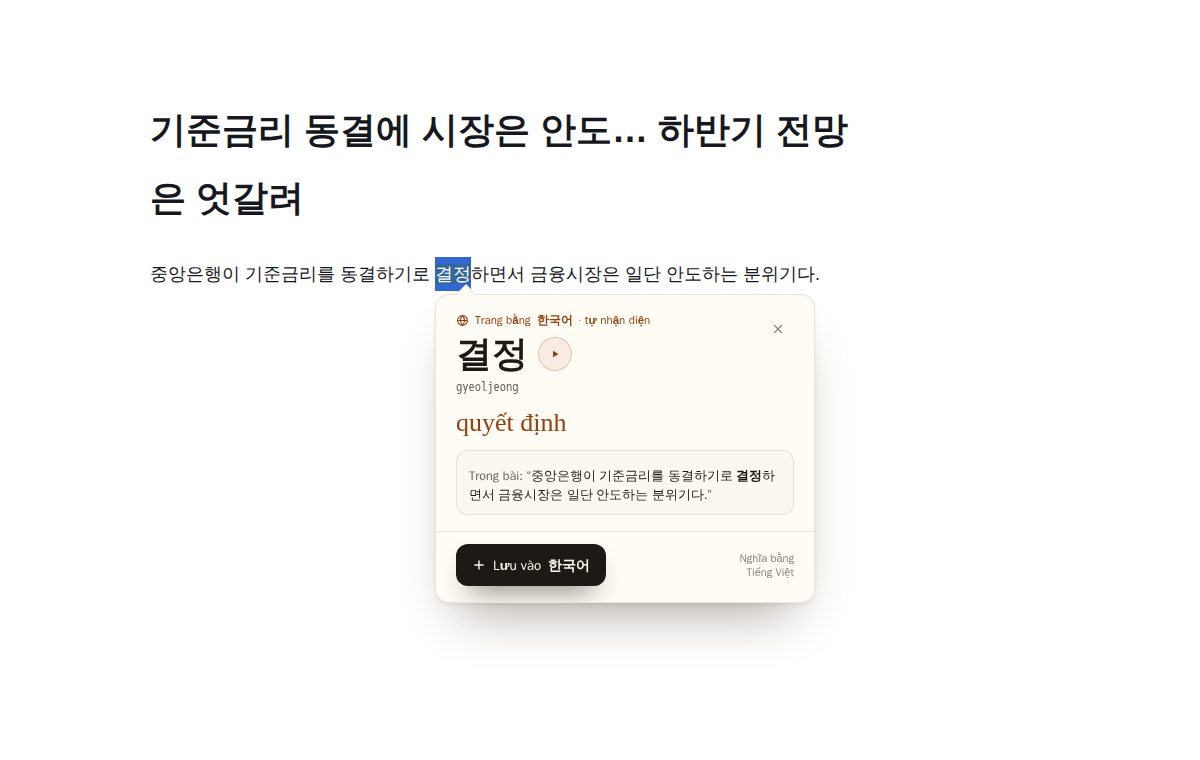 기준금리 동결에 시장은 안도… 하반기 전망
은 엇갈려
중앙은행이 기준금리를 동결하기로 결정하면서 금융시장은 일단 안도하는 분위기다.
Trang bằng 한국어 · tự nhận diện
결정
gyeoljeong
quyết định
Trong bài: “중앙은행이 기준금리를 동결하기로 결정하
면서 금융시장은 일단 안도하는 분위기다.”
Lưu vào 한국어
Nghĩa bằng
Tiếng Việt